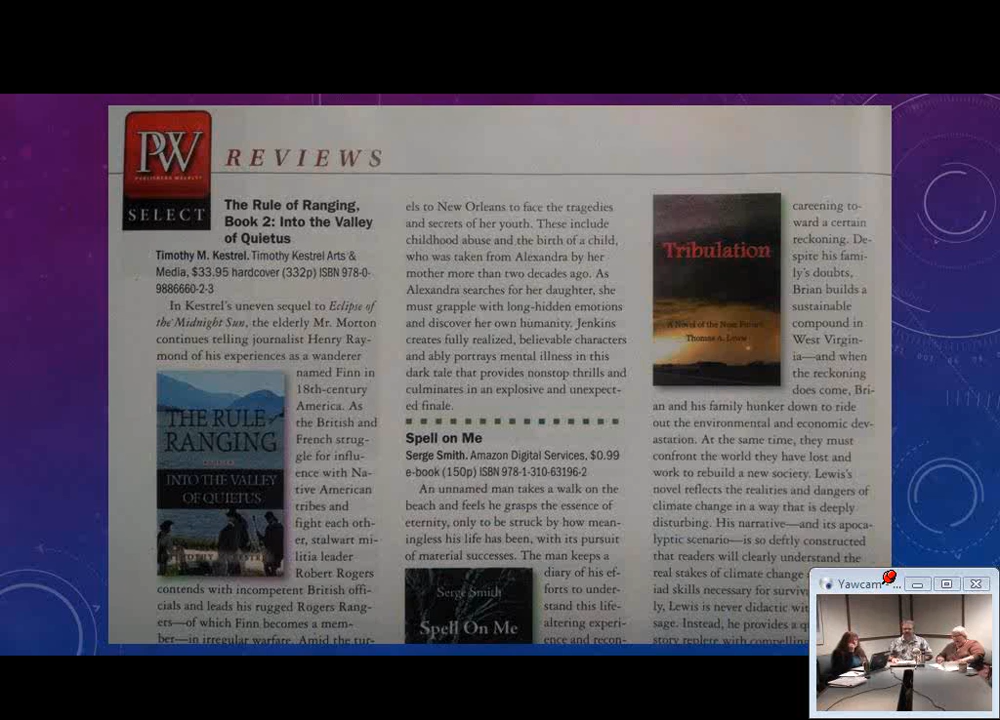 PW
PUBLISHERS WEEKLY
SELECT
REVIEWS
The Rule of Ranging,
Book 2: Into the Valley
of Quietus
Timothy M. Kestrel. Timothy Kestrel Arts &
Media, $33.95 hardcover (332p) ISBN 978-0-
9886660-2-3
In Kestrel's uneven sequel to Eclipse of
the Midnight Sun, the elderly Mr. Morton
continues telling journalist Henry Ray-
mond of his experiences as a wanderer
named Finn in
18th-century
America. As
the British and
French strug-
gle for influ-
ence with Na-
tive American
tribes and
fight each oth-
er, stalwart mi-
litia leader
Robert Rogers
contends with incompetent British offi-
cials and leads his rugged Rogers Rang-
ers—of which Finn becomes a mem-
ber—in irregular warfare. Amid the tur-
THE RULE OF
RANGING
INTO THE VALLEY
OF QUIETUS
els to New Orleans to face the tragedies
and secrets of her youth. These include
childhood abuse and the birth of a child,
who was taken from Alexandra by her
mother more than two decades ago. As
Alexandra searches for her daughter, she
must grapple with long-hidden emotions
and discover her own humanity. Jenkins
creates fully realized, believable characters
and ably portrays mental illness in this
dark tale that provides nonstop thrills and
culminates in an explosive and unexpect-
ed finale.
Spell on Me
Serge Smith. Amazon Digital Services, $0.99
e-book (150p) ISBN 978-1-310-63196-2
An unnamed man takes a walk on the
beach and feels he grasps the essence of
eternity, only to be struck by how mean-
ingless his life has been, with its pursuit
of material successes. The man keeps a
diary of his ef-
forts to under-
stand this life-
altering experi-
ence and recon-
Serge Smith
Spell On Me
Tribulation
A Novel of the Near Future
Thomas A. Lewis
careening to-
ward a certain
reckoning. De-
spite his fami-
ly's doubts,
Brian builds a
sustainable
compound in
West Virgin-
ia—and when
the reckoning
does come, Bri-
an and his family hunker down to ride
out the environmental and economic dev-
astation. At the same time, they must
confront the world they have lost and
work to rebuild a new society. Lewis's
novel reflects the realities and dangers of
climate change in a way that is deeply
disturbing. His narrative—and its apoca-
lyptic scenario—is so deftly constructed
that readers will clearly understand the
real stakes of climate change
iad skills necessary for surviv
ly, Lewis is never didactic wit
sage. Instead, he provides a q
story replete with compellin
Yawcam - ...